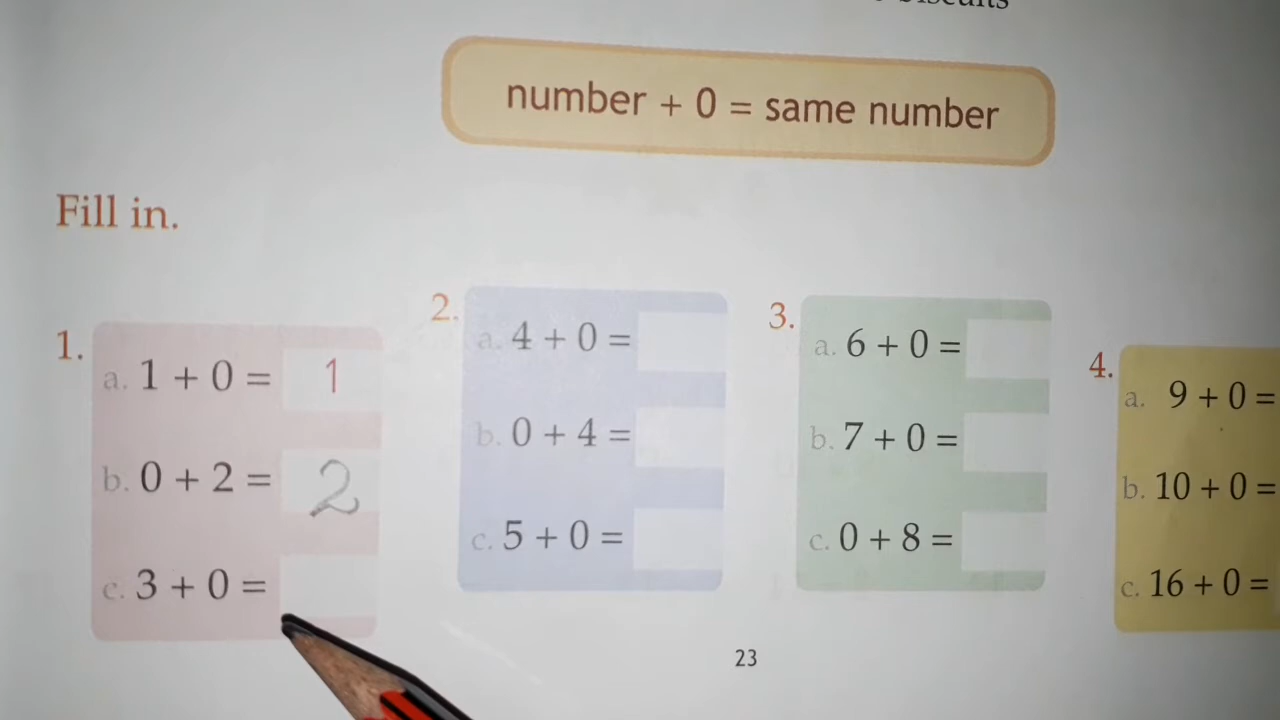 biscuits
number + 0 = same number
Fill in.
1.
a. 1 + 0 = 1
b. 0 + 2 = 2
c. 3 + 0 =
2.
a. 4 + 0 =
b. 0 + 4 =
c. 5 + 0 =
3.
a. 6 + 0 =
b. 7 + 0 =
c. 0 + 8 =
4.
a. 9 + 0 =
b. 10 + 0 =
c. 16 + 0 =
23